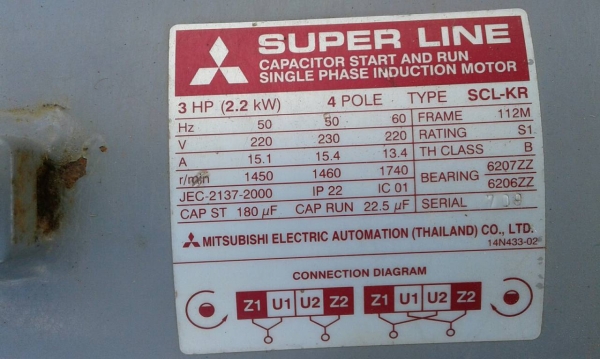 SUPER LINE
CAPACITOR START AND RUN
SINGLE PHASE INDUCTION MOTOR
3 HP (2.2 kW) 4 POLE TYPE SCL-KR
Hz 50 50 60 FRAME 112M
V 220 230 220 RATING S1
A 15.1 15.4 13.4 TH CLASS B
r/min 1450 1460 1740 BEARING 6207ZZ
JEC-2137-2000 IP 22 IC 01 6206ZZ
CAP ST 180 µF CAP RUN 22.5 µF SERIAL
MITSUBISHI ELECTRIC AUTOMATION (THAILAND) CO., LTD.
14N433-02
CONNECTION DIAGRAM
Z1 U1 U2 Z2 Z1 U1 U2 Z2